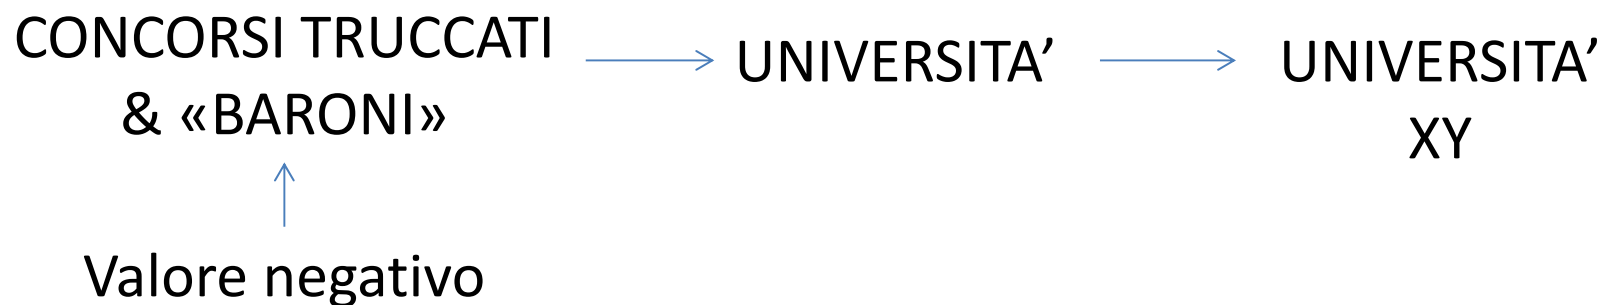 CONCORSI TRUCCATI
& «BARONI»
UNIVERSITA’
UNIVERSITA’
XY
Valore negativo